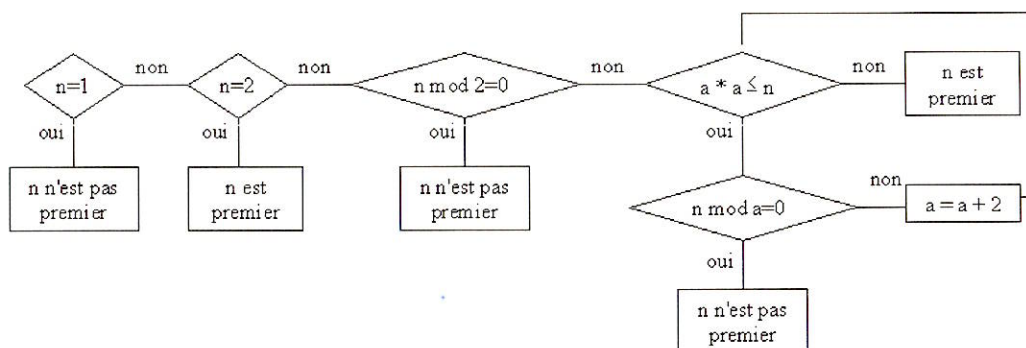 n=1
non
n=2
non
n mod 2=0
non
a * a ≤ n
non
n est
premier
oui
oui
oui
oui
n n'est pas
premier
n est
premier
n n'est pas
premier
n mod a=0
non
a = a + 2
oui
n n'est pas
premier